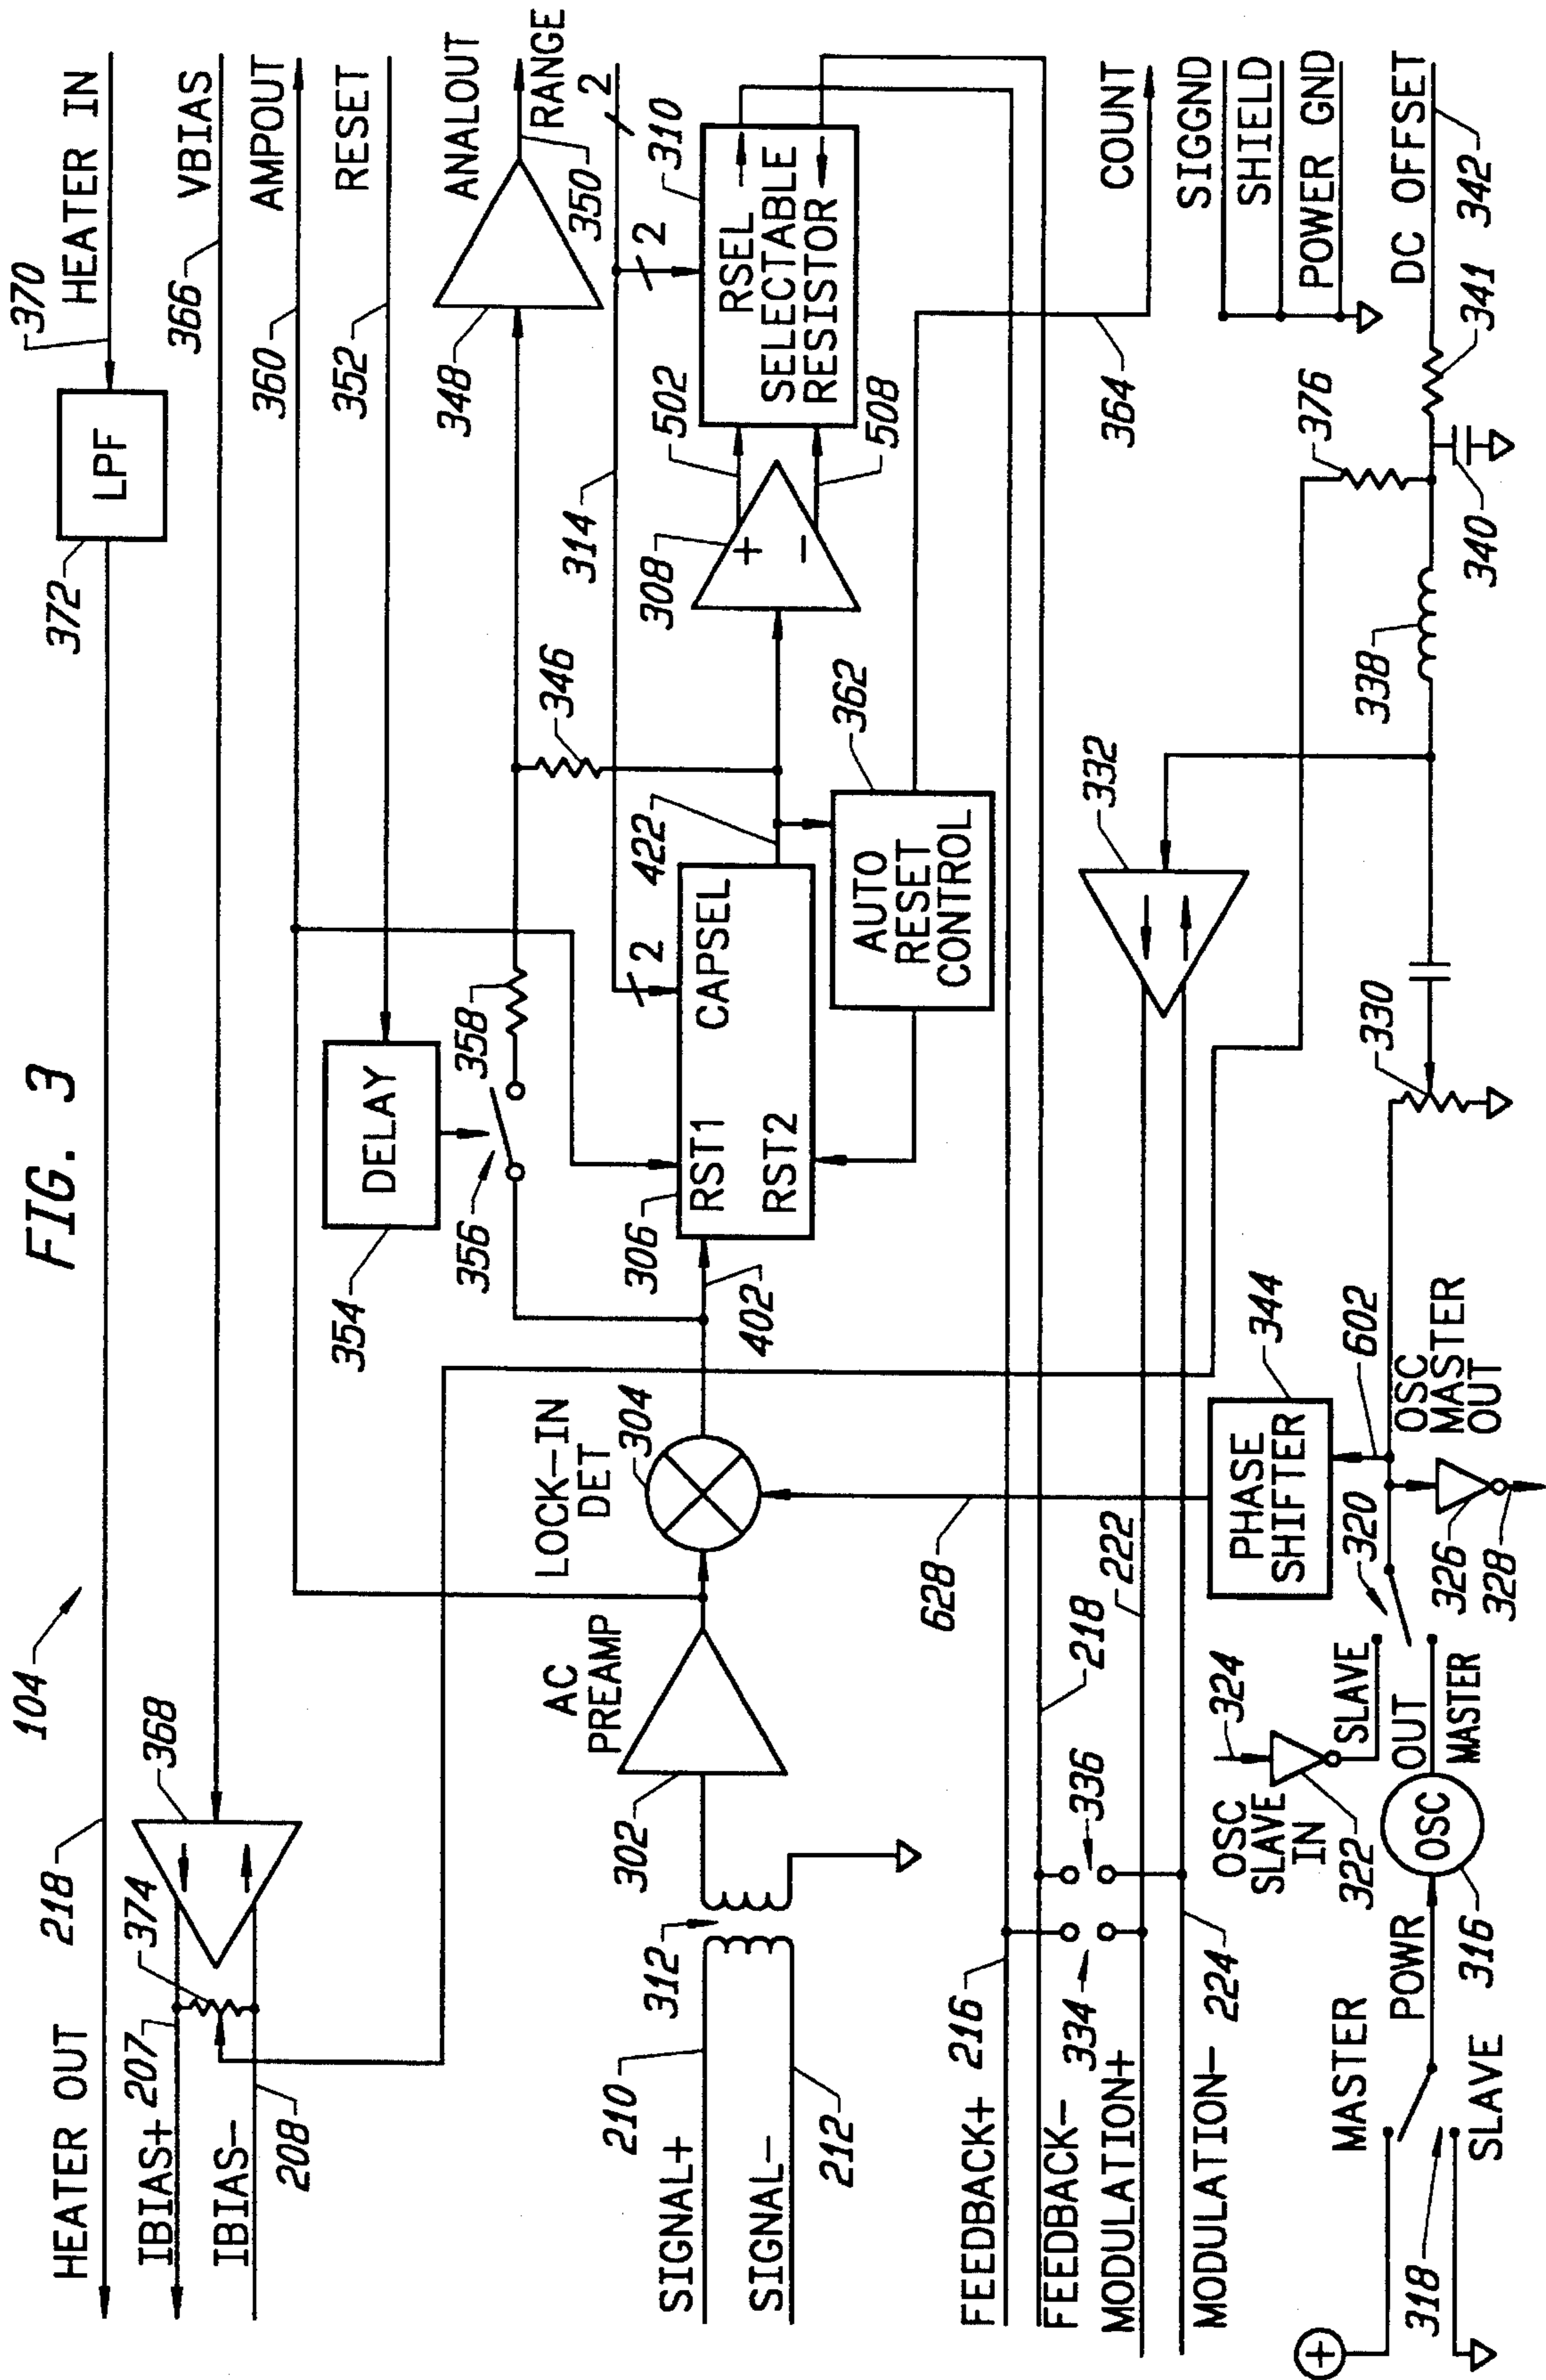 FIG. 3
104
HEATER OUT
218
372
LPF
370
HEATER IN
IBIAS+
207
374
368
366
VBIAS
IBIAS-
208
360
AMPOUT
354
DELAY
352
RESET
356
358
348
ANALOUT
350
RANGE
346
314
2
2
2
310
SIGNAL+
210
312
302
AC
PREAMP
LOCK-IN
DET
304
402
306
RST1
CAPSEL
RST2
422
308
+
-
502
508
RSEL
SELECTABLE
RESISTOR
SIGNAL-
212
AUTO
RESET
CONTROL
362
364
COUNT
FEEDBACK+
216
FEEDBACK-
334
336
218
628
MODULATION+
222
MODULATION-
224
332
SIGGND
SHIELD
POWER GND
PHASE
SHIFTER
344
602
OSC
MASTER
OUT
330
338
340
376
341
DC OFFSET
342
+
MASTER
318
SLAVE
POWR
316
OSC
OUT
OSC
SLAVE
IN
322
324
SLAVE
MASTER
320
326
328